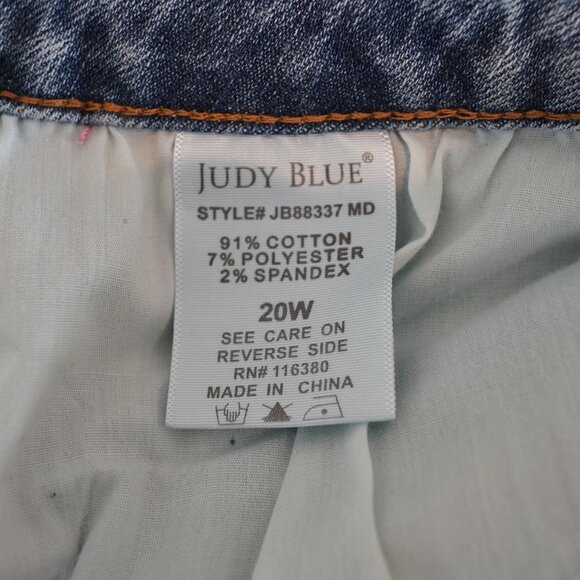 JUDY BLUE®
STYLE# JB88337 MD
91% COTTON
7% POLYESTER
2% SPANDEX
20W
SEE CARE ON
REVERSE SIDE
RN# 116380
MADE IN CHINA